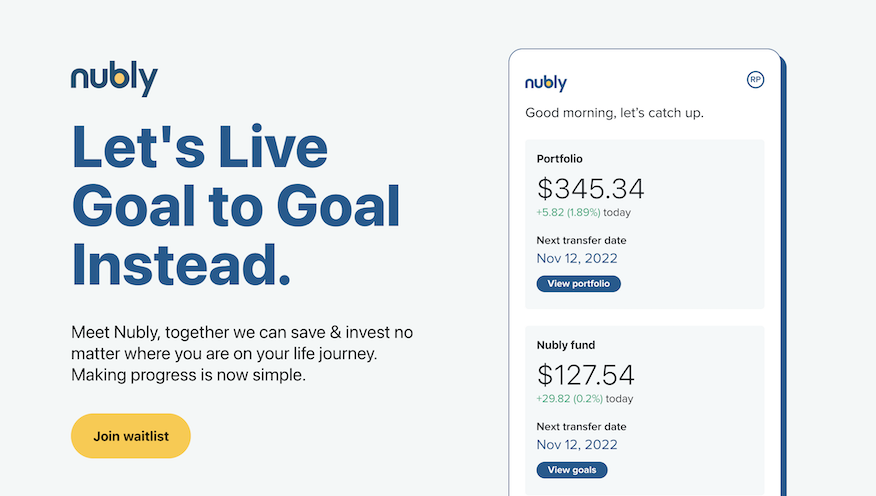 nubly
Let's Live
Goal to Goal
Instead.
Meet Nubly, together we can save & invest no
matter where you are on your life journey.
Making progress is now simple.
Join waitlist
nubly
RP
Good morning, let’s catch up.
Portfolio
$345.34
+5.82 (1.89%) today
Next transfer date
Nov 12, 2022
View portfolio
Nubly fund
$127.54
+29.82 (0.2%) today
Next transfer date
Nov 12, 2022
View goals